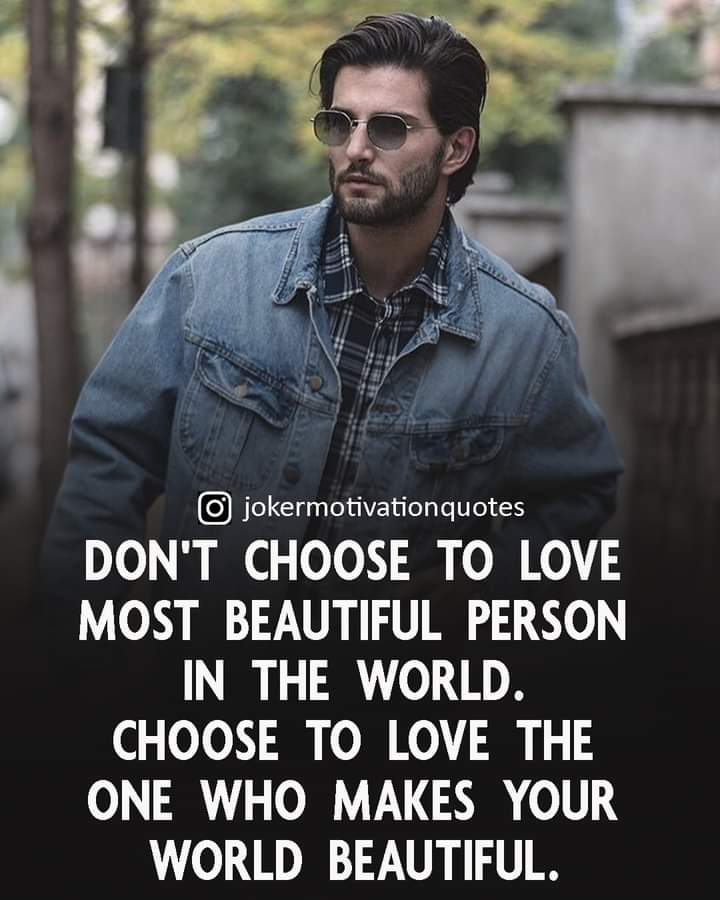 jokermotivationquotes
DON'T CHOOSE TO LOVE
MOST BEAUTIFUL PERSON
IN THE WORLD.
CHOOSE TO LOVE THE
ONE WHO MAKES YOUR
WORLD BEAUTIFUL.